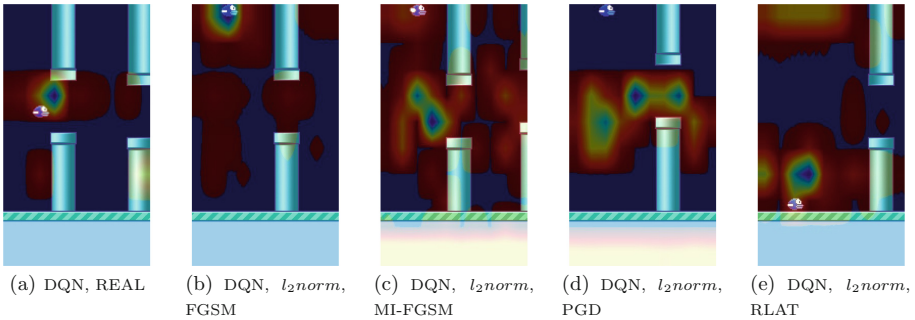 (a) DQN, REAL
(b) DQN, l₂norm,
FGSM
(c) DQN, l₂norm,
MI-FGSM
(d) DQN, l₂norm,
PGD
(e) DQN, l₂norm,
RLAT